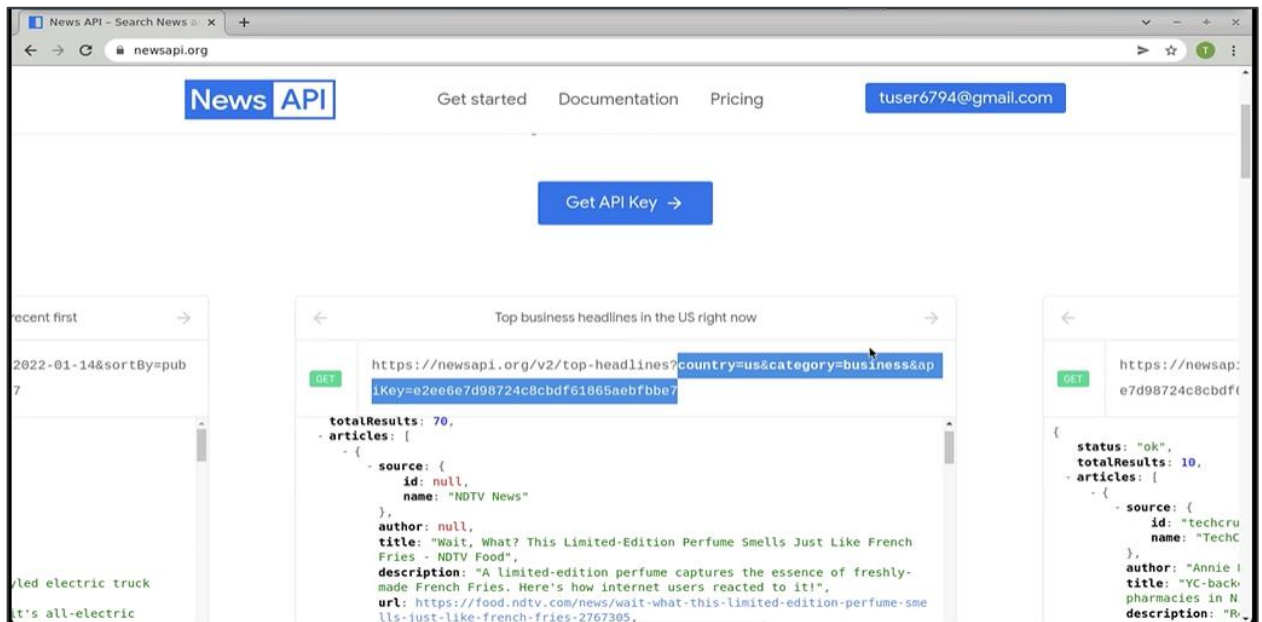 News API – Search News a
newsapi.org
T
News API
Get started
Documentation
Pricing
tuser6794@gmail.com
Get API Key →
recent first →
2022-01-14&sortBy=pub
7
yled electric truck
it's all-electric
← Top business headlines in the US right now →
GET
https://newsapi.org/v2/top-headlines?country=us&category=business&ap
iKey=e2ee6e7d98724c8cbdf61865aebfbbe7
totalResults: 70,
- articles: [
- {
- source: {
id: null,
name: "NDTV News"
},
author: null,
title: "Wait, What? This Limited-Edition Perfume Smells Just Like French
Fries - NDTV Food",
description: "A limited-edition perfume captures the essence of freshly-
made French Fries. Here's how internet users reacted to it!",
url: https://food.ndtv.com/news/wait-what-this-limited-edition-perfume-sme
lls-just-like-french-fries-2767305,
←
GET
https://newsap
e7d98724c8cbdf
{
status: "ok",
totalResults: 10,
- articles: [
- {
- source: {
id: "techcru
name: "TechC
},
author: "Annie
title: "YC-back
pharmacies in N
description: "R